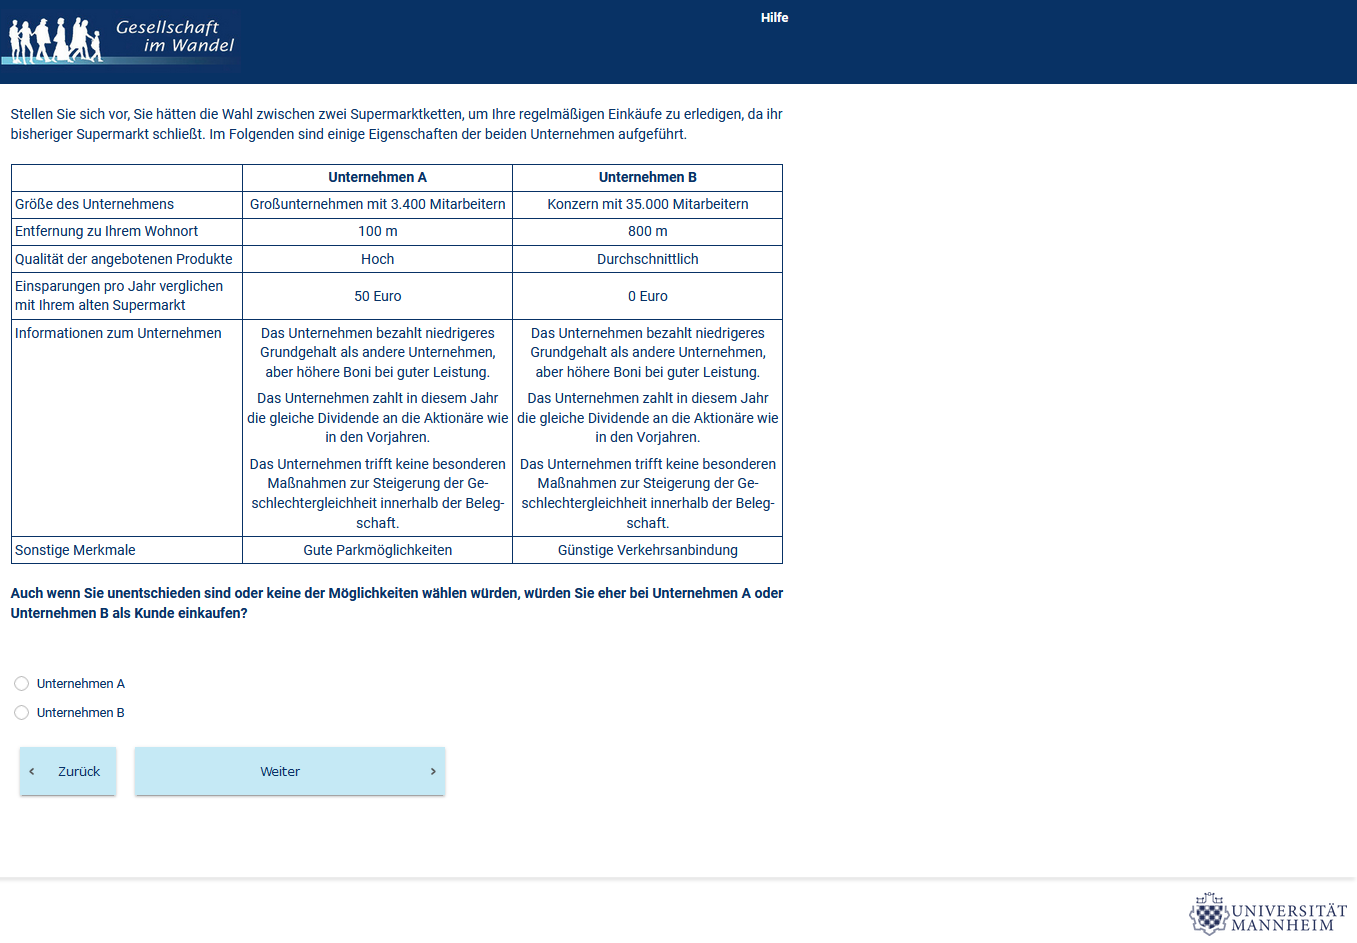 Gesellschaft
im Wandel
Hilfe
Stellen Sie sich vor, Sie hätten die Wahl zwischen zwei Supermarktketten, um Ihre regelmäßigen Einkäufe zu erledigen, da ihr
bisheriger Supermarkt schließt. Im Folgenden sind einige Eigenschaften der beiden Unternehmen aufgeführt.
Unternehmen A Unternehmen B
Größe des Unternehmens Großunternehmen mit 3.400 Mitarbeitern Konzern mit 35.000 Mitarbeitern
Entfernung zu Ihrem Wohnort 100 m 800 m
Qualität der angebotenen Produkte Hoch Durchschnittlich
Einsparungen pro Jahr verglichen
mit Ihrem alten Supermarkt
50 Euro 0 Euro
Informationen zum Unternehmen
Das Unternehmen bezahlt niedrigeres
Grundgehalt als andere Unternehmen,
aber höhere Boni bei guter Leistung.
Das Unternehmen zahlt in diesem Jahr
die gleiche Dividende an die Aktionäre wie
in den Vorjahren.
Das Unternehmen trifft keine besonderen
Maßnahmen zur Steigerung der Ge-
schlechtergleichheit innerhalb der Beleg-
schaft.
Das Unternehmen bezahlt niedrigeres
Grundgehalt als andere Unternehmen,
aber höhere Boni bei guter Leistung.
Das Unternehmen zahlt in diesem Jahr
die gleiche Dividende an die Aktionäre wie
in den Vorjahren.
Das Unternehmen trifft keine besonderen
Maßnahmen zur Steigerung der Ge-
schlechtergleichheit innerhalb der Beleg-
schaft.
Sonstige Merkmale Gute Parkmöglichkeiten Günstige Verkehrsanbindung
Auch wenn Sie unentschieden sind oder keine der Möglichkeiten wählen würden, würden Sie eher bei Unternehmen A oder
Unternehmen B als Kunde einkaufen?
Unternehmen A
Unternehmen B
‹ Zurück
Weiter ›
UNIVERSITÄT
MANNHEIM